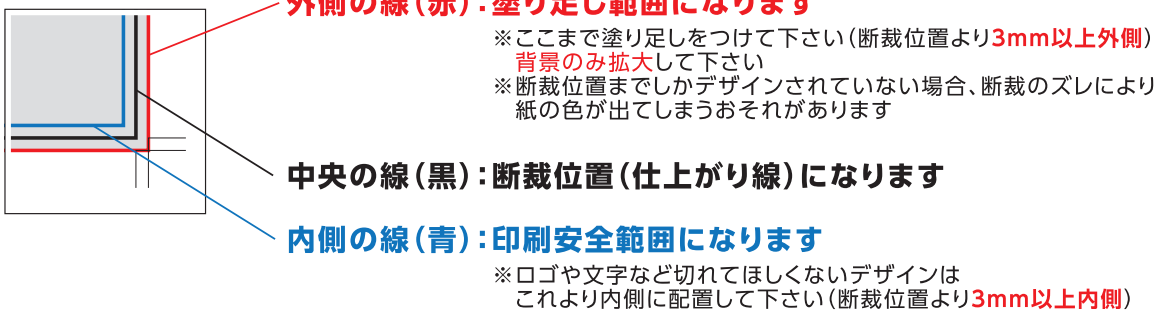 外側の線（赤）：塗り足し範囲になります
※ここまで塗り足しをつけて下さい（断裁位置より3mm以上外側）
背景のみ拡大して下さい
※断裁位置までしかデザインされていない場合、断裁のズレにより
紙の色が出てしまうおそれがあります
中央の線（黒）：断裁位置（仕上がり線）になります
内側の線（青）：印刷安全範囲になります
※ロゴや文字など切れてほしくないデザインは
これより内側に配置して下さい（断裁位置より3mm以上内側）